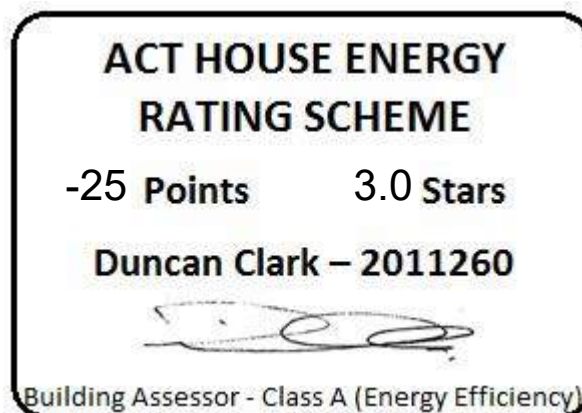 ACT HOUSE ENERGY
RATING SCHEME
-25 Points 3.0 Stars
Duncan Clark – 2011260
Building Assessor - Class A (Energy Efficiency)